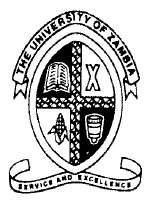 THE UNIVERSITY OF ZAMBIA
SERVICE AND EXCELLENCE